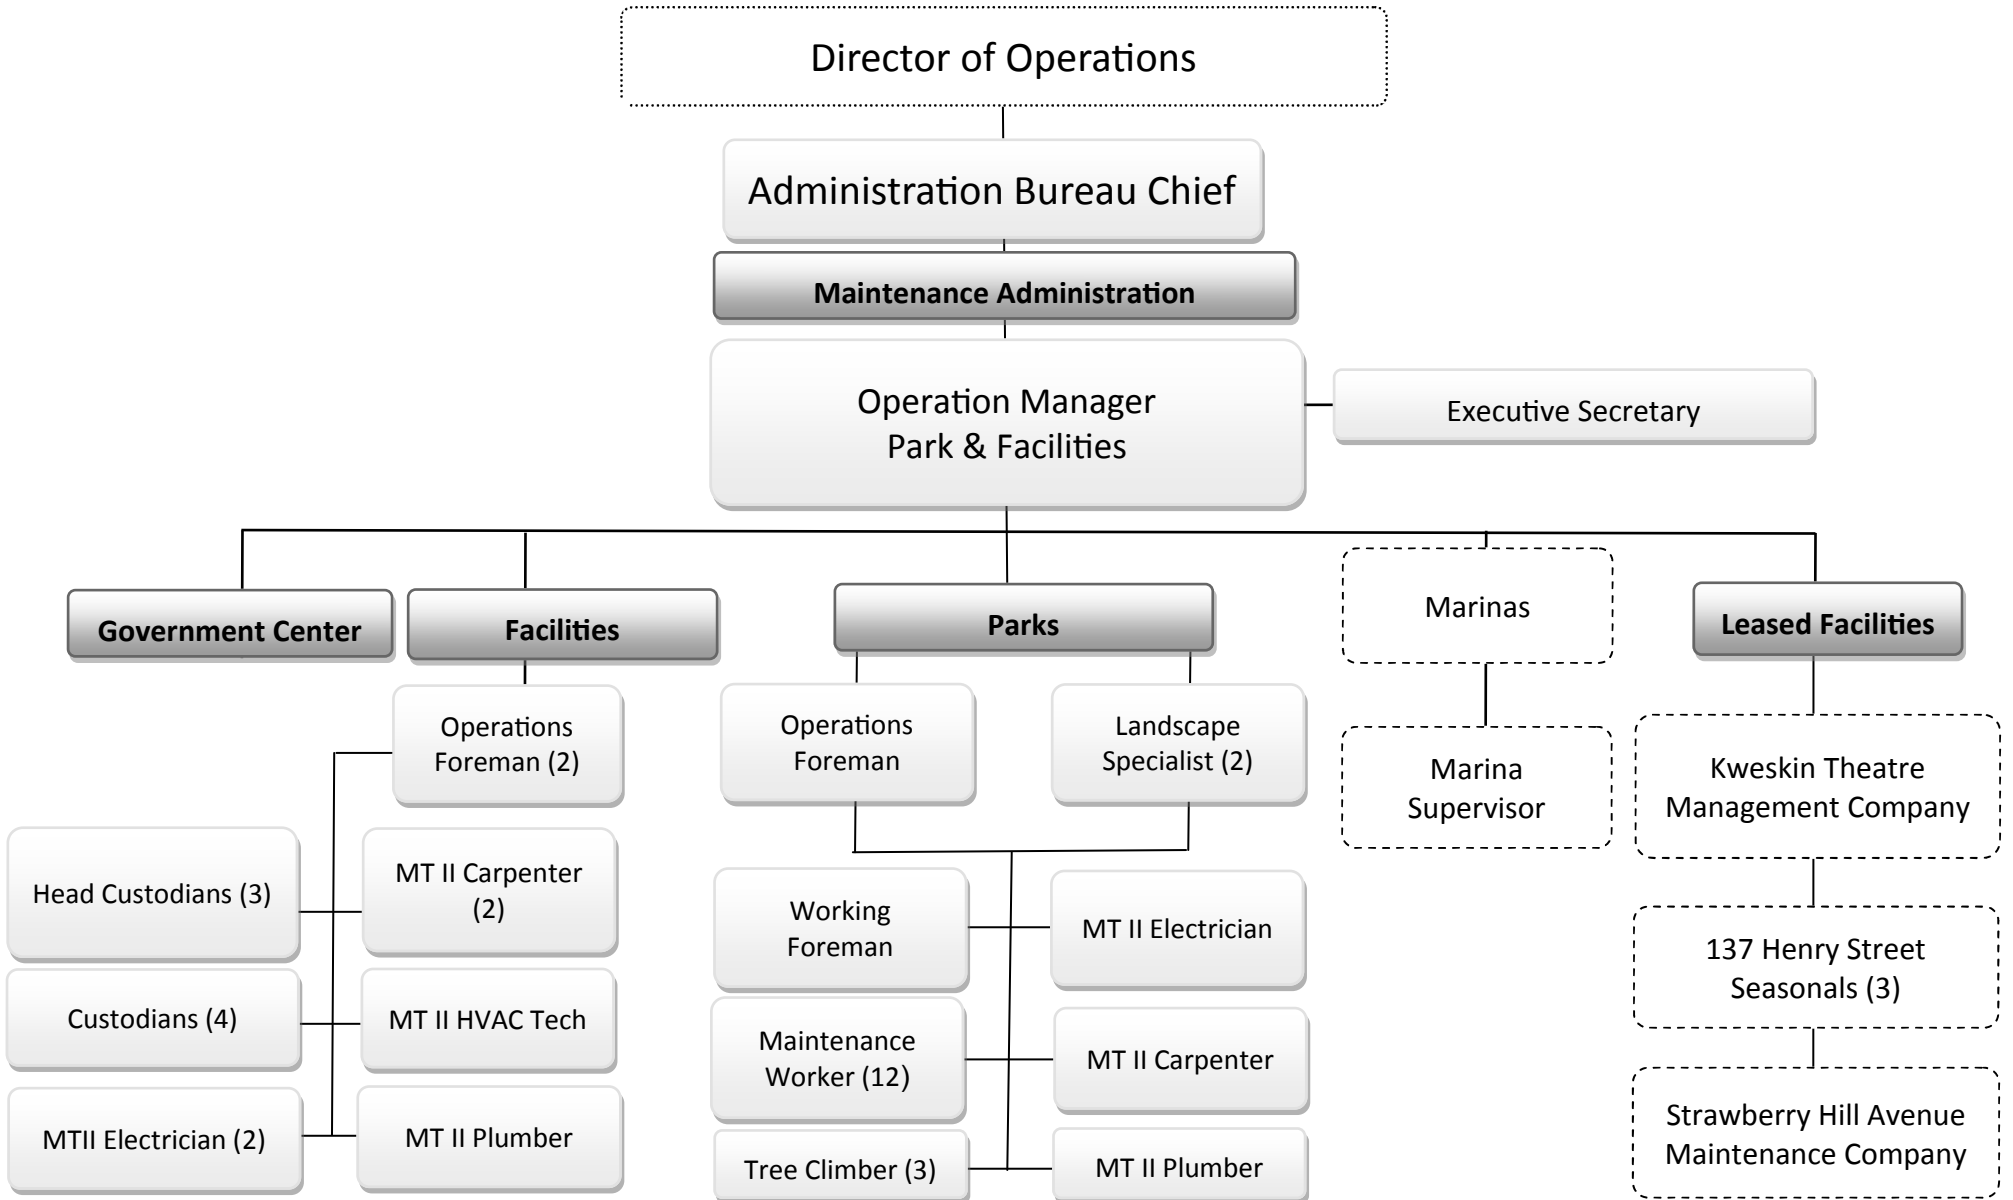 Director of Operations
Administration Bureau Chief
Maintenance Administration
Operation Manager
Park & Facilities
Executive Secretary
Government Center
Facilities
Parks
Marinas
Leased Facilities
Operations
Foreman (2)
Operations
Foreman
Landscape
Specialist (2)
Marina
Supervisor
Kweskin Theatre
Management Company
Head Custodians (3)
MT II Carpenter
(2)
Working
Foreman
MT II Electrician
137 Henry Street
Seasonals (3)
Custodians (4)
MT II HVAC Tech
Maintenance
Worker (12)
MT II Carpenter
Strawberry Hill Avenue
Maintenance Company
MTII Electrician (2)
MT II Plumber
Tree Climber (3)
MT II Plumber